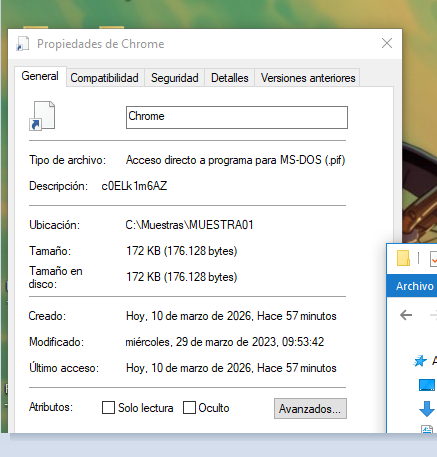 Propiedades de Chrome
General Compatibilidad Seguridad Detalles Versiones anteriores
Chrome
Tipo de archivo: Acceso directo a programa para MS-DOS (.pif)
Descripción: c0ELk1m6AZ
Ubicación: C:\Muestras\MUESTRA01
Tamaño: 172 KB (176.128 bytes)
Tamaño en disco: 172 KB (176.128 bytes)
Creado: Hoy, 10 de marzo de 2026, Hace 57 minutos
Modificado: miércoles, 29 de marzo de 2023, 09:53:42
Último acceso: Hoy, 10 de marzo de 2026, Hace 57 minutos
Atributos: Solo lectura Oculto Avanzados...
Archivo